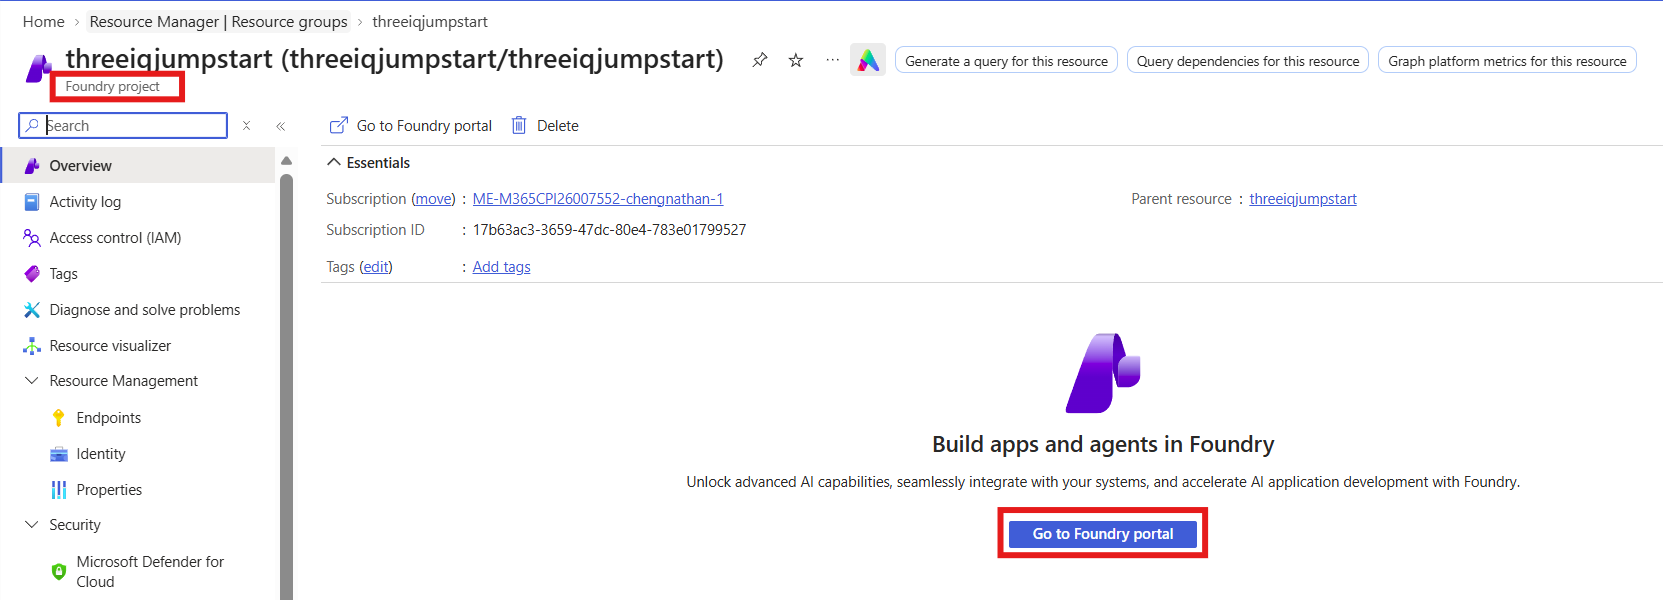 Home > Resource Manager | Resource groups > threeiqjumpstart
threeiqjumpstart (threeiqjumpstart/threeiqjumpstart)
Generate a query for this resource
Query dependencies for this resource
Graph platform metrics for this resource
Foundry project
Search
Go to Foundry portal
Delete
Overview
Activity log
Access control (IAM)
Tags
Diagnose and solve problems
Resource visualizer
Resource Management
Endpoints
Identity
Properties
Security
Microsoft Defender for
Cloud
Essentials
Subscription (move) : ME-M365CPI26007552-chengnathan-1
Parent resource : threeiqjumpstart
Subscription ID : 17b63ac3-3659-47dc-80e4-783e01799527
Tags (edit) : Add tags
Build apps and agents in Foundry
Unlock advanced AI capabilities, seamlessly integrate with your systems, and accelerate AI application development with Foundry.
Go to Foundry portal